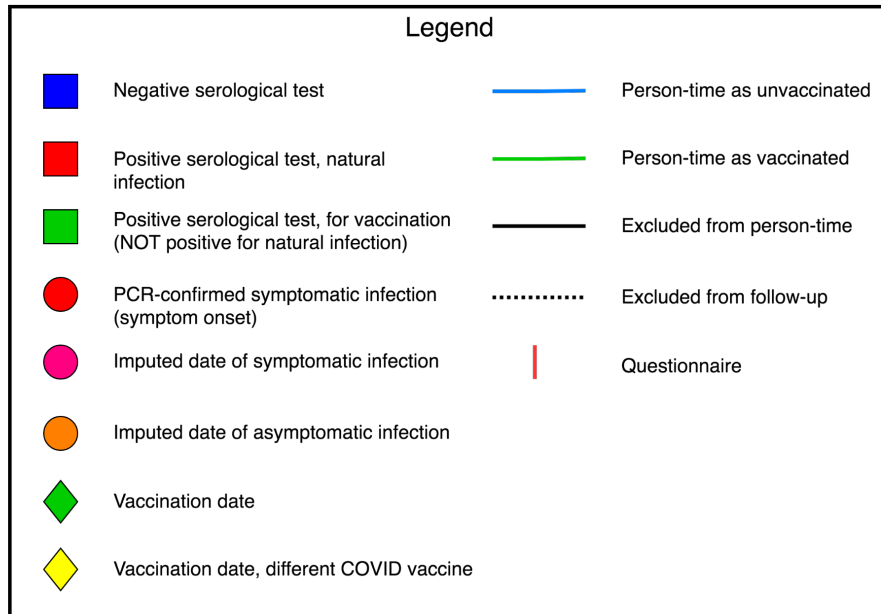 Legend
Negative serological test
Person-time as unvaccinated
Positive serological test, natural
infection
Person-time as vaccinated
Positive serological test, for vaccination
(NOT positive for natural infection)
Excluded from person-time
PCR-confirmed symptomatic infection
(symptom onset)
Excluded from follow-up
Imputed date of symptomatic infection
Questionnaire
Imputed date of asymptomatic infection
Vaccination date
Vaccination date, different COVID vaccine